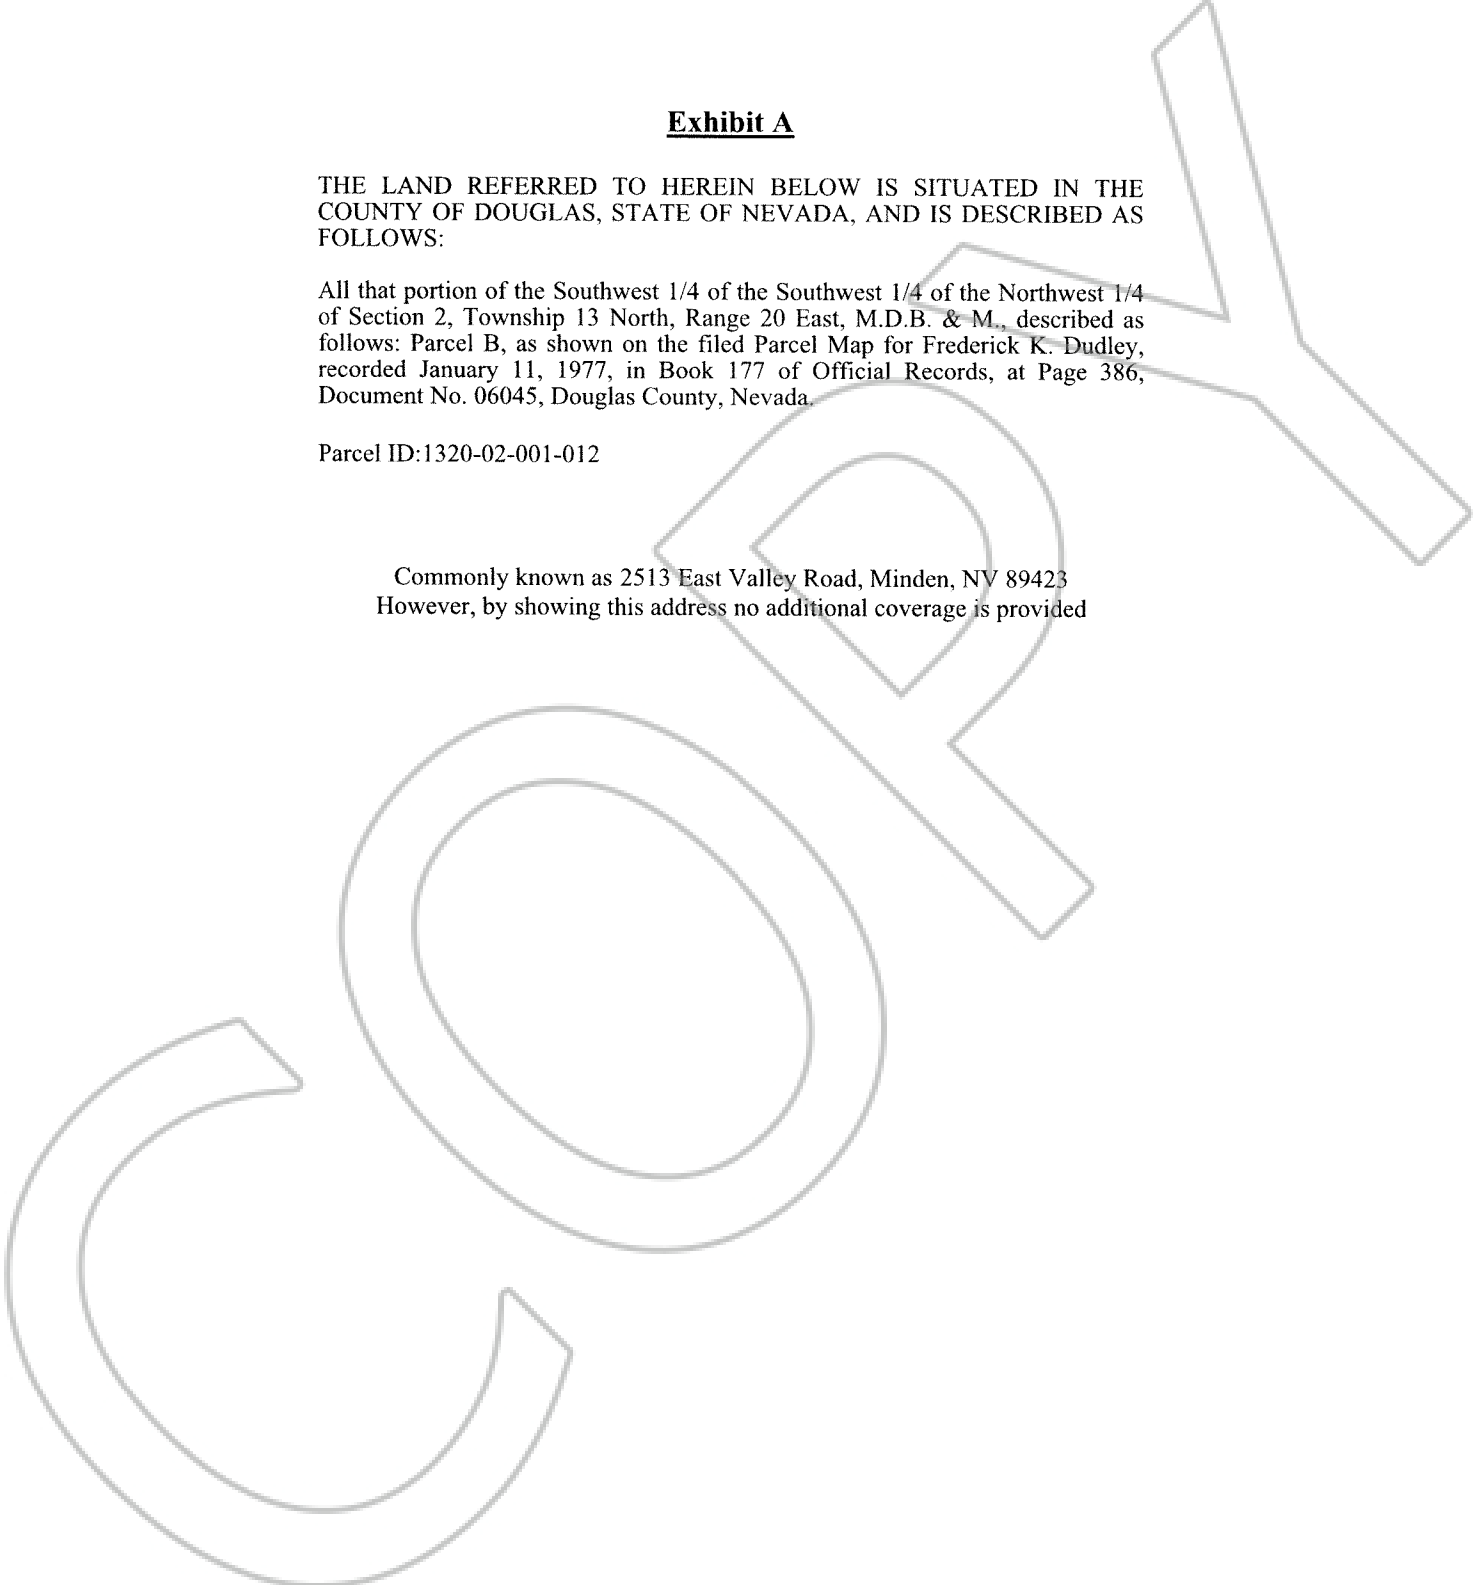 Exhibit A
THE LAND REFERRED TO HEREIN BELOW IS SITUATED IN THE
COUNTY OF DOUGLAS, STATE OF NEVADA, AND IS DESCRIBED AS
FOLLOWS:
All that portion of the Southwest 1/4 of the Southwest 1/4 of the Northwest 1/4
of Section 2, Township 13 North, Range 20 East, M.D.B. & M., described as
follows: Parcel B, as shown on the filed Parcel Map for Frederick K. Dudley,
recorded January 11, 1977, in Book 177 of Official Records, at Page 386,
Document No. 06045, Douglas County, Nevada.
Parcel ID:1320-02-001-012
Commonly known as 2513 East Valley Road, Minden, NV 89423
However, by showing this address no additional coverage is provided
COPY